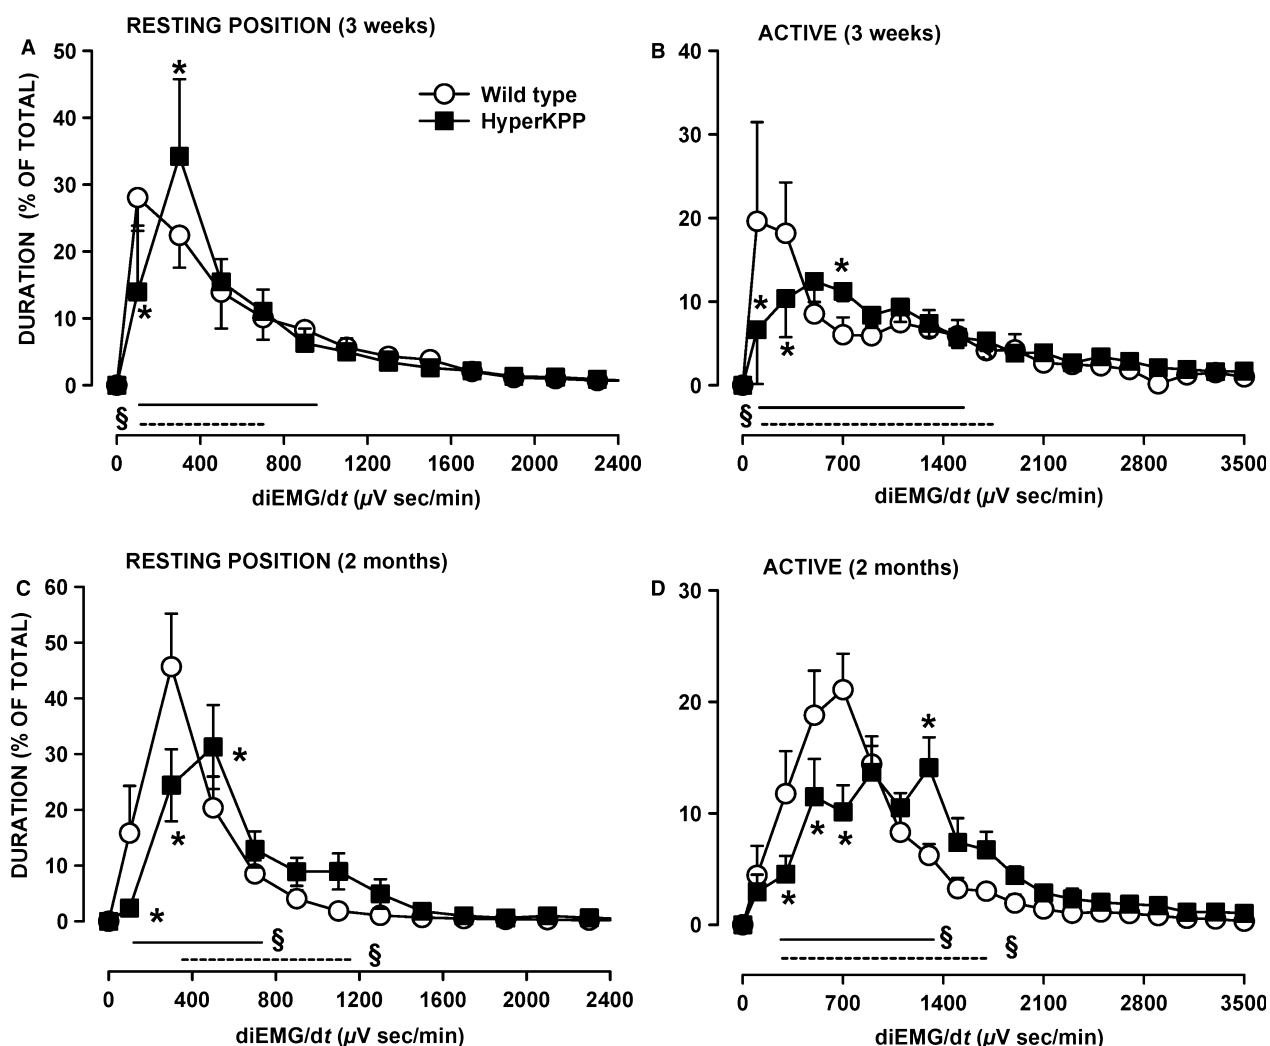 RESTING POSITION (3 weeks)
A
DURATION (% OF TOTAL)
50
40
30
20
10
0
*
*
Wild type
HyperKPP
§
0 400 800 1200 1600 2000 2400
diEMG/dt (µV sec/min)
ACTIVE (3 weeks)
B
40
30
20
10
0
*
*
*
§
0 700 1400 2100 2800 3500
diEMG/dt (µV sec/min)
RESTING POSITION (2 months)
C
DURATION (% OF TOTAL)
60
50
40
30
20
10
0
*
*
*
§
§
0 400 800 1200 1600 2000 2400
diEMG/dt (µV sec/min)
ACTIVE (2 months)
D
30
20
10
0
*
*
*
*
§
§
0 700 1400 2100 2800 3500
diEMG/dt (µV sec/min)